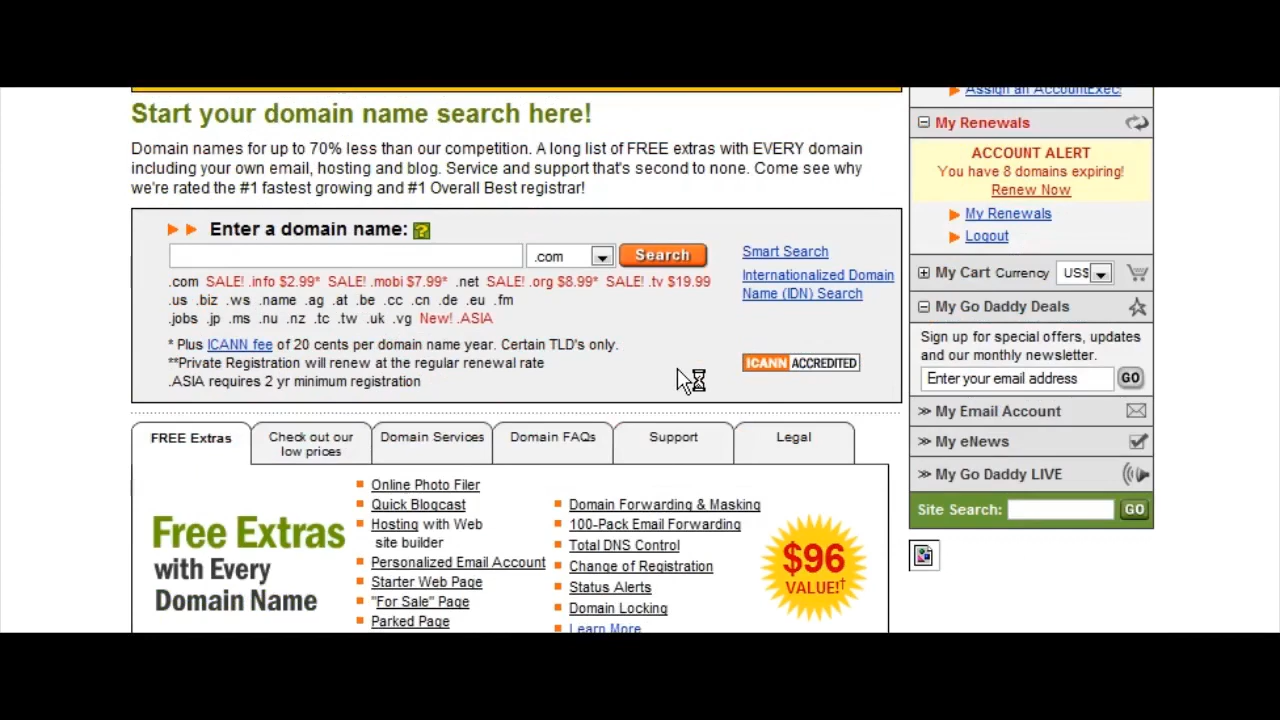 Start your domain name search here!
Domain names for up to 70% less than our competition. A long list of FREE extras with EVERY domain
including your own email, hosting and blog. Service and support that's second to none. Come see why
we're rated the #1 fastest growing and #1 Overall Best registrar!
Enter a domain name: ?
.com
Search
Smart Search
Internationalized Domain
Name (IDN) Search
.com SALE! .info $2.99* SALE! .mobi $7.99* .net SALE! .org $8.99* SALE! .tv $19.99
.us .biz .ws .name .ag .at .be .cc .cn .de .eu .fm
.jobs .jp .ms .nu .nz .tc .tw .uk .vg New! .ASIA
* Plus ICANN fee of 20 cents per domain name year. Certain TLD's only.
**Private Registration will renew at the regular renewal rate
.ASIA requires 2 yr minimum registration
ICANN ACCREDITED
FREE Extras
Check out our
low prices
Domain Services
Domain FAQs
Support
Legal
Free Extras
with Every
Domain Name
Online Photo Filer
Quick Blogcast
Hosting with Web
site builder
Personalized Email Account
Starter Web Page
"For Sale" Page
Parked Page
Domain Forwarding & Masking
100-Pack Email Forwarding
Total DNS Control
Change of Registration
Status Alerts
Domain Locking
Learn More
$96
VALUE!†
Assign an AccountExec!
My Renewals
ACCOUNT ALERT
You have 8 domains expiring!
Renew Now
My Renewals
Logout
My Cart Currency US$
My Go Daddy Deals
Sign up for special offers, updates
and our monthly newsletter.
Enter your email address GO
My Email Account
My eNews
My Go Daddy LIVE
Site Search: GO